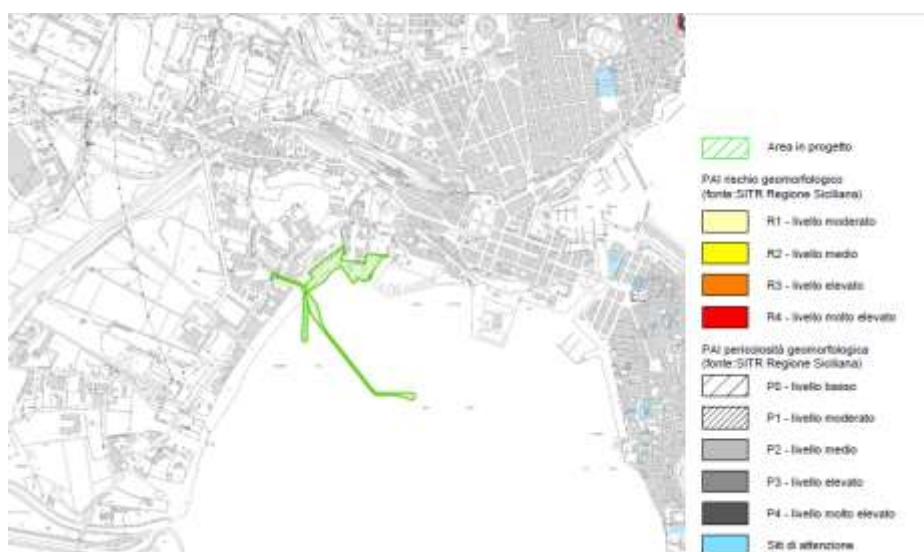 Area in progetto
PAI rischio geomorfologico
(fonte:SITR Regione Siciliana)
R1 - livello moderato
R2 - livello medio
R3 - livello elevato
R4 - livello molto elevato
PAI pericolosità geomorfologica
(fonte:SITR Regione Siciliana)
P0 - livello basso
P1 - livello moderato
P2 - livello medio
P3 - livello elevato
P4 - livello molto elevato
Siti di attenzione